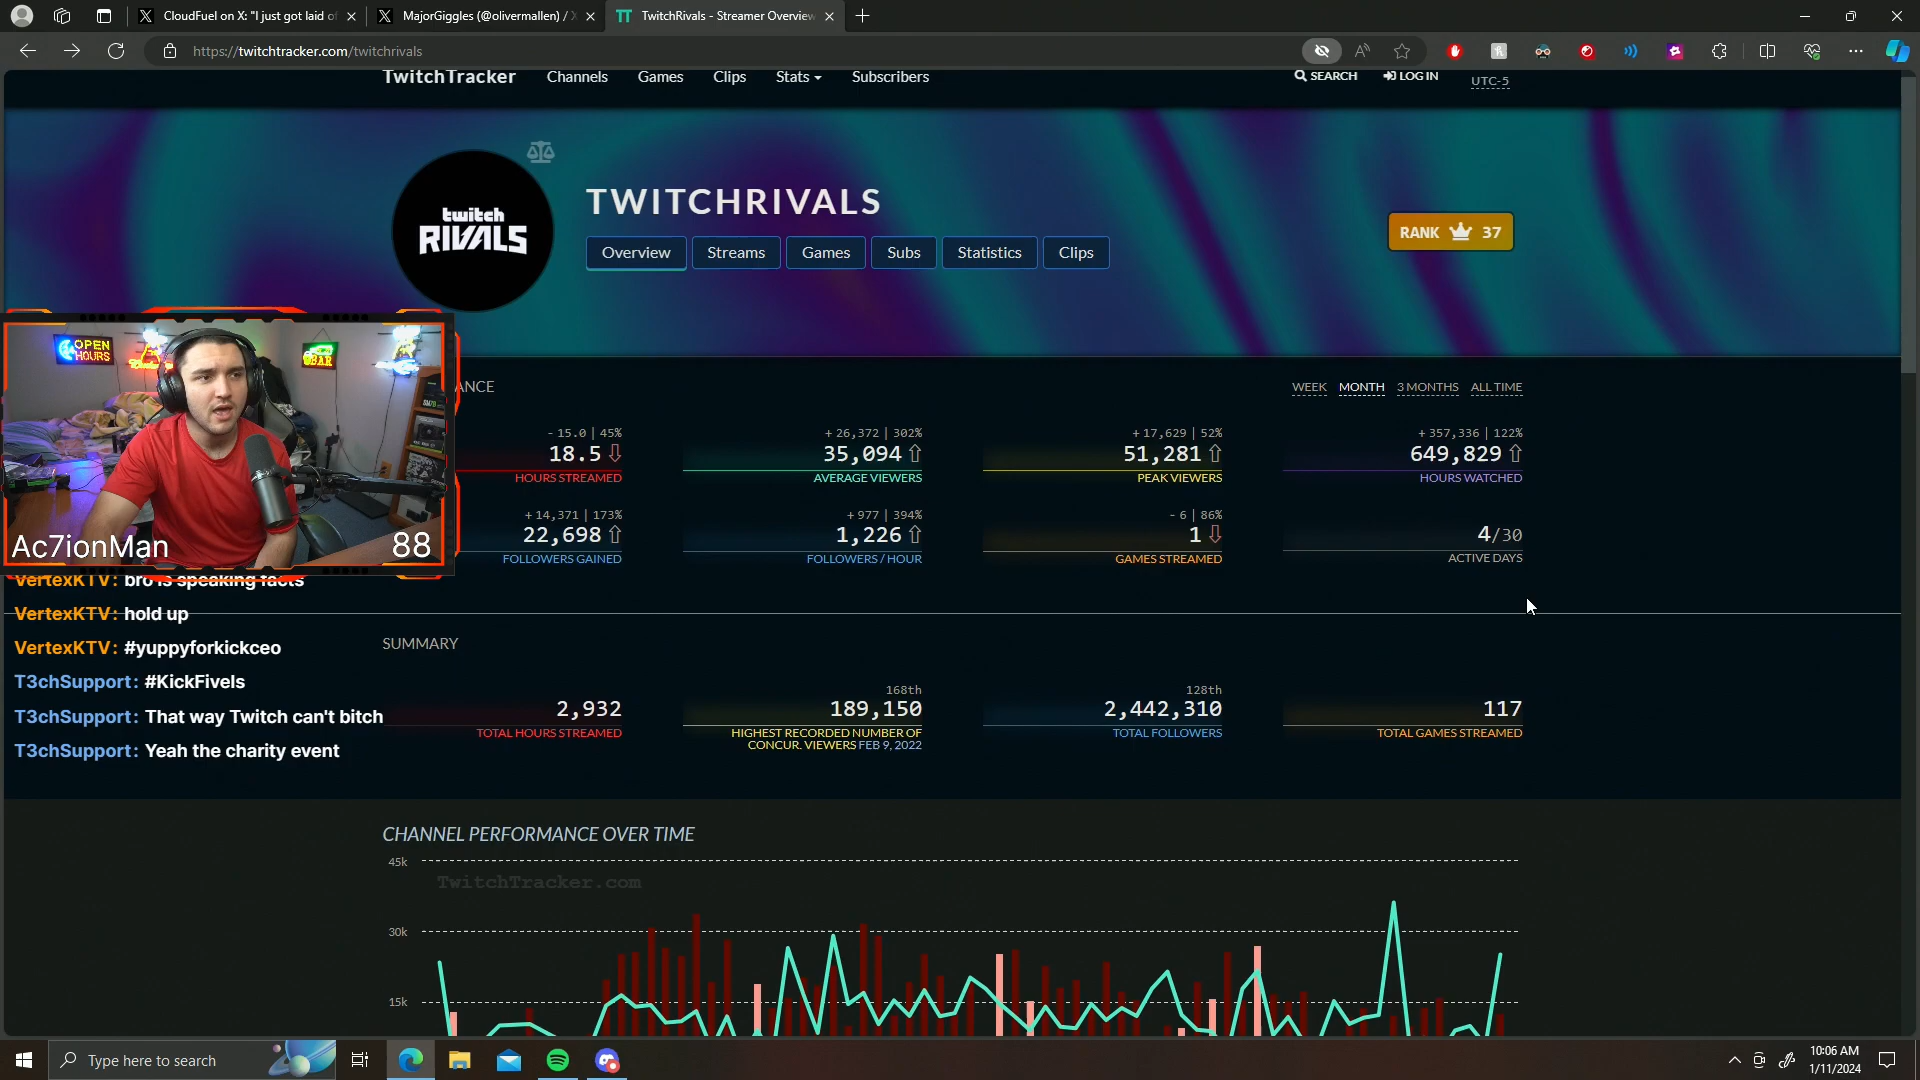 CloudFuel on X: "I just got laid o
MajorGiggles (@olivermallen) / X
TwitchRivals - Streamer Overview
https://twitchtracker.com/twitchrivals
TwitchTracker
Channels
Games
Clips
Stats
Subscribers
SEARCH
LOG IN
UTC-5
twitch
RIVALS
TWITCHRIVALS
Overview
Streams
Games
Subs
Statistics
Clips
RANK 37
ANCE
WEEK
MONTH
3 MONTHS
ALL TIME
-15.0 | 45%
18.5
HOURS STREAMED
+26,372 | 302%
35,094
AVERAGE VIEWERS
+17,629 | 52%
51,281
PEAK VIEWERS
+357,336 | 122%
649,829
HOURS WATCHED
+14,371 | 173%
22,698
FOLLOWERS GAINED
+977 | 394%
1,226
FOLLOWERS / HOUR
-6 | 86%
1
GAMES STREAMED
4/30
ACTIVE DAYS
OPEN
HOURS
BAR
Ac7ionMan
88
VertexKTV: bro is speaking facts
VertexKTV: hold up
VertexKTV: #yuppyforkickceo
T3chSupport: #KickFivels
T3chSupport: That way Twitch can't bitch
T3chSupport: Yeah the charity event
SUMMARY
2,932
TOTAL HOURS STREAMED
168th
189,150
HIGHEST RECORDED NUMBER OF
CONCUR. VIEWERS FEB 9, 2022
128th
2,442,310
TOTAL FOLLOWERS
117
TOTAL GAMES STREAMED
CHANNEL PERFORMANCE OVER TIME
45k
TwitchTracker.com
30k
15k
Type here to search
10:06 AM
1/11/2024